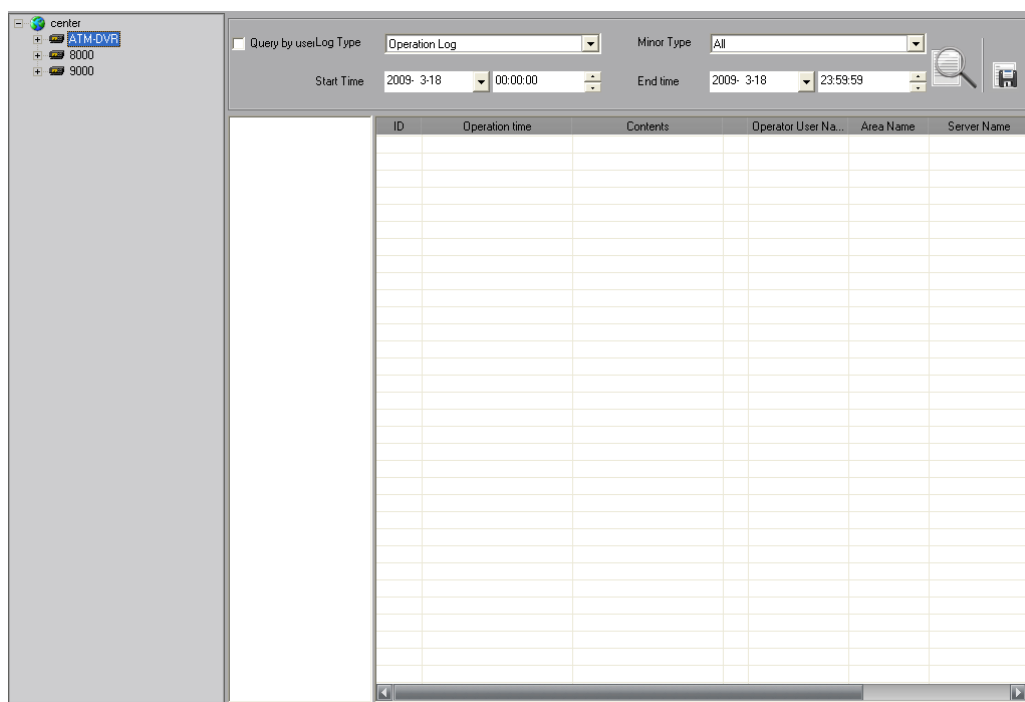 center
ATM-DVR
8000
9000
Query by user Log Type Operation Log Minor Type All
Start Time 2009- 3-18 00:00:00 End time 2009- 3-18 23:59:59
ID Operation time Contents Operator User Na... Area Name Server Name